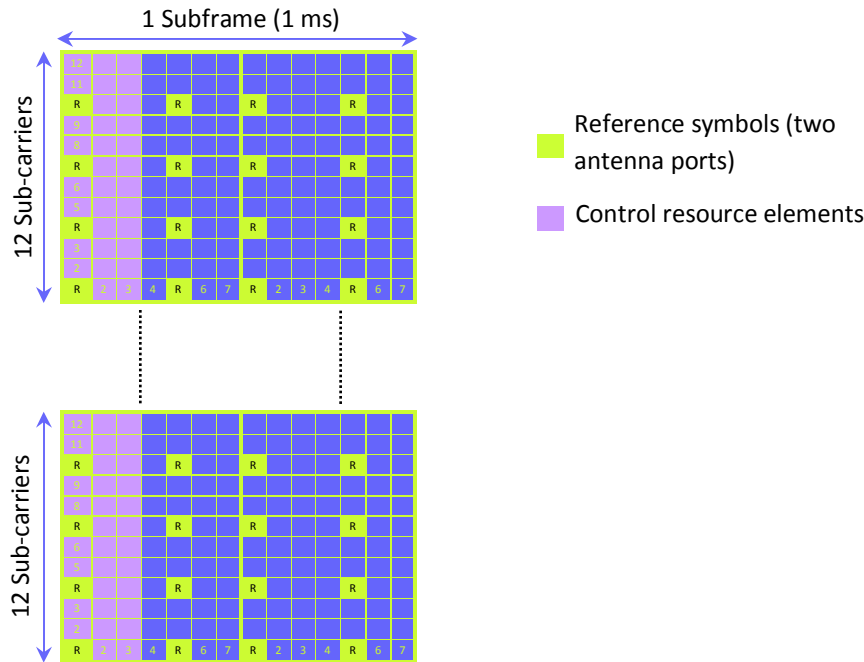 1 Subframe (1 ms)
12 Sub-carriers
12
11
R R R R
9
8
R R R R
6
5
R R R R
3
2
R 2 3 4 R 6 7 R 2 3 4 R 6 7
Reference symbols (two
antenna ports)
Control resource elements
12 Sub-carriers
12
11
R R R R
9
8
R R R R
6
5
R R R R
3
2
R 2 3 4 R 6 7 R 2 3 4 R 6 7